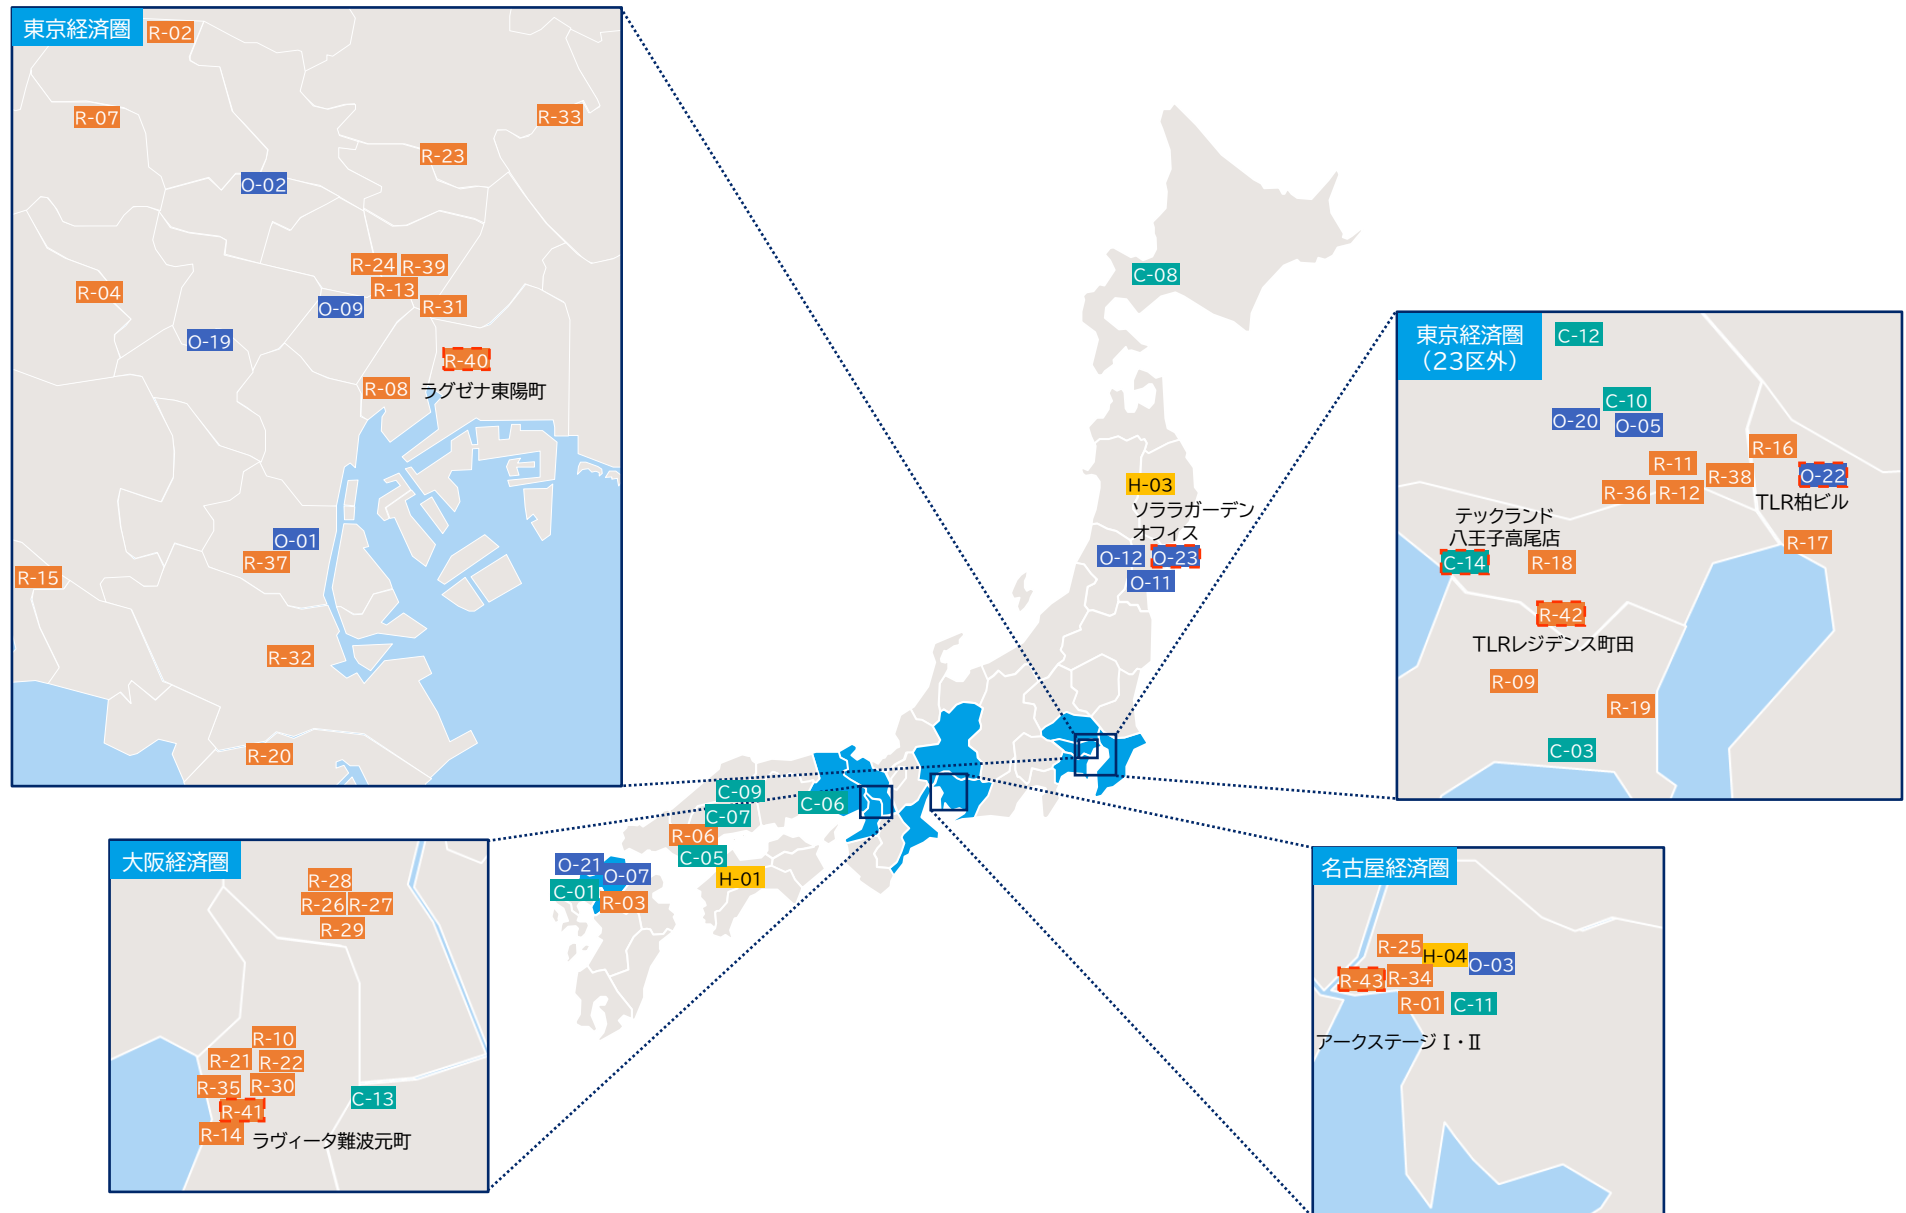 東京経済圏
R-02
R-07
R-33
R-23
O-02
R-24
R-39
R-04
R-13
O-09
R-31
O-19
R-40
R-08
ラグゼナ東陽町
O-01
R-37
R-15
R-32
R-20
C-08
H-03
ソララガーデン
オフィス
O-12
O-23
O-11
C-09
C-06
C-07
R-06
C-05
O-21
O-07
H-01
C-01
R-03
東京経済圏
（23区外）
C-12
C-10
O-20
O-05
R-16
R-11
R-38
O-22
R-36
R-12
TLR柏ビル
テックランド
八王子高尾店
R-17
C-14
R-18
R-42
TLRレジデンス町田
R-09
R-19
C-03
大阪経済圏
R-28
R-26
R-27
R-29
R-10
R-21
R-22
R-35
R-30
C-13
R-41
R-14
ラヴィータ難波元町
名古屋経済圏
R-25
H-04
O-03
R-43
R-34
R-01
C-11
アークステージⅠ・Ⅱ